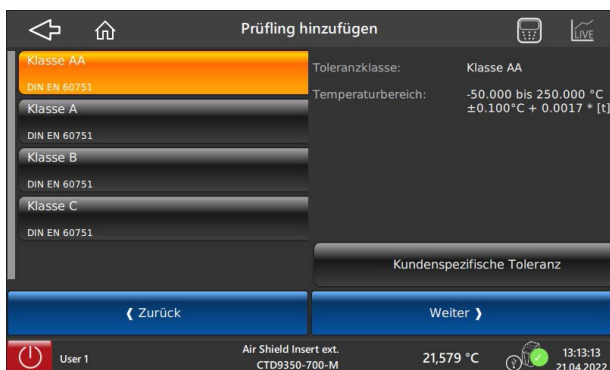 Prüfling hinzufügen
LIVE
Klasse AA
DIN EN 60751
Klasse A
DIN EN 60751
Klasse B
DIN EN 60751
Klasse C
DIN EN 60751
Toleranzklasse: Klasse AA
Temperaturbereich: -50.000 bis 250.000 °C
±0.100°C + 0.0017 * [t]
Kundenspezifische Toleranz
❬ Zurück
Weiter ❭
User 1
Air Shield Insert ext.
CTD9350-700-M
21,579 °C
13:13:13
21.04.2022